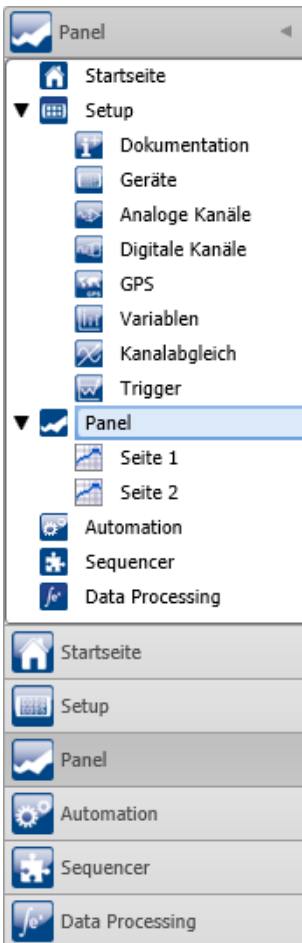 Panel
Startseite
Setup
Dokumentation
Geräte
Analoge Kanäle
Digitale Kanäle
GPS
Variablen
Kanalabgleich
Trigger
Panel
Seite 1
Seite 2
Automation
Sequencer
Data Processing
Startseite
Setup
Panel
Automation
Sequencer
Data Processing